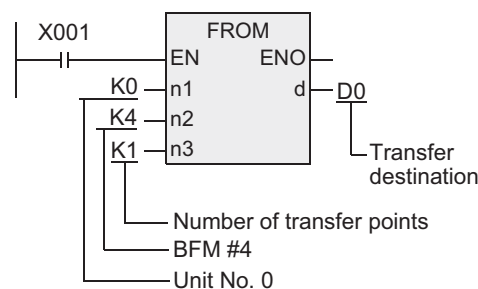 X001
FROM
EN ENO
K0 n1 d D0
K4 n2
K1 n3
Transfer
destination
Number of transfer points
BFM #4
Unit No. 0